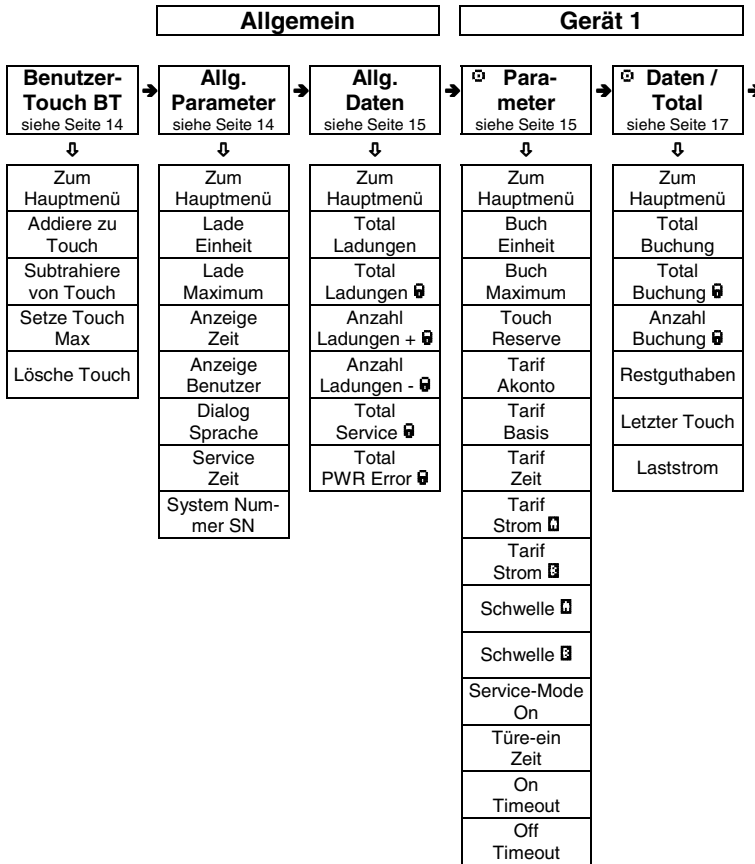 Allgemein
Gerät 1
Benutzer-
Touch BT
siehe Seite 14
Allg.
Parameter
siehe Seite 14
Allg.
Daten
siehe Seite 15
Para-
meter
siehe Seite 15
Daten /
Total
siehe Seite 17
Zum
Hauptmenü
Addiere zu
Touch
Subtrahiere
von Touch
Setze Touch
Max
Lösche Touch
Zum
Hauptmenü
Lade
Einheit
Lade
Maximum
Anzeige
Zeit
Anzeige
Benutzer
Dialog
Sprache
Service
Zeit
System Num-
mer SN
Zum
Hauptmenü
Total
Ladungen
Total
Ladungen
Anzahl
Ladungen +
Anzahl
Ladungen -
Total
Service
Total
PWR Error
Zum
Hauptmenü
Buch
Einheit
Buch
Maximum
Touch
Reserve
Tarif
Akonto
Tarif
Basis
Tarif
Zeit
Tarif
Strom
Tarif
Strom
Schwelle
Schwelle
Service-Mode
On
Türe-ein
Zeit
On
Timeout
Off
Timeout
Zum
Hauptmenü
Total
Buchung
Total
Buchung
Anzahl
Buchung
Restguthaben
Letzter Touch
Laststrom